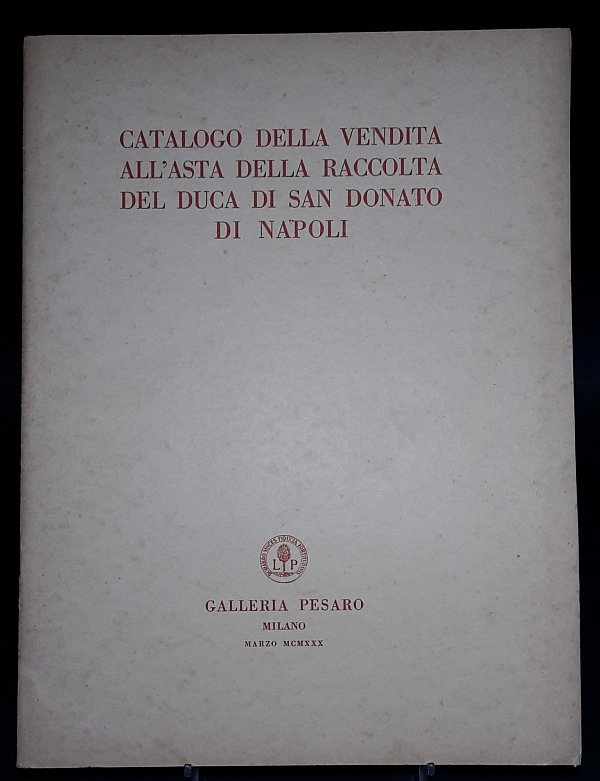 CATALOGO DELLA VENDITA
ALL'ASTA DELLA RACCOLTA
DEL DUCA DI SAN DONATO
DI NAPOLI
L P
GALLERIA PESARO
MILANO
MARZO MCMXXX